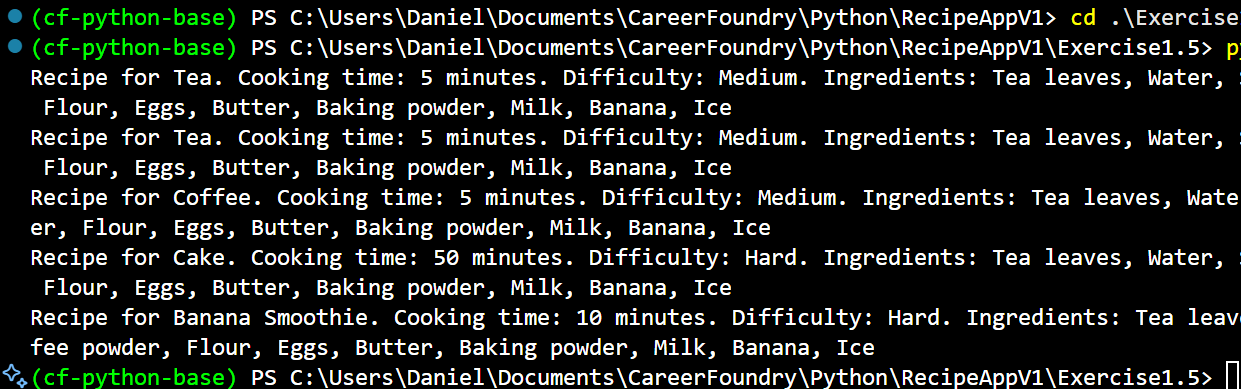 (cf-python-base) PS C:\Users\Daniel\Documents\CareerFoundry\Python\RecipeAppV1> cd .\Exercise
(cf-python-base) PS C:\Users\Daniel\Documents\CareerFoundry\Python\RecipeAppV1\Exercise1.5>
Recipe for Tea. Cooking time: 5 minutes. Difficulty: Medium. Ingredients: Tea leaves, Water,
Flour, Eggs, Butter, Baking powder, Milk, Banana, Ice
Recipe for Tea. Cooking time: 5 minutes. Difficulty: Medium. Ingredients: Tea leaves, Water,
Flour, Eggs, Butter, Baking powder, Milk, Banana, Ice
Recipe for Coffee. Cooking time: 5 minutes. Difficulty: Medium. Ingredients: Tea leaves, Wate
er, Flour, Eggs, Butter, Baking powder, Milk, Banana, Ice
Recipe for Cake. Cooking time: 50 minutes. Difficulty: Hard. Ingredients: Tea leaves, Water,
Flour, Eggs, Butter, Baking powder, Milk, Banana, Ice
Recipe for Banana Smoothie. Cooking time: 10 minutes. Difficulty: Hard. Ingredients: Tea leav
fee powder, Flour, Eggs, Butter, Baking powder, Milk, Banana, Ice
(cf-python-base) PS C:\Users\Daniel\Documents\CareerFoundry\Python\RecipeAppV1\Exercise1.5>